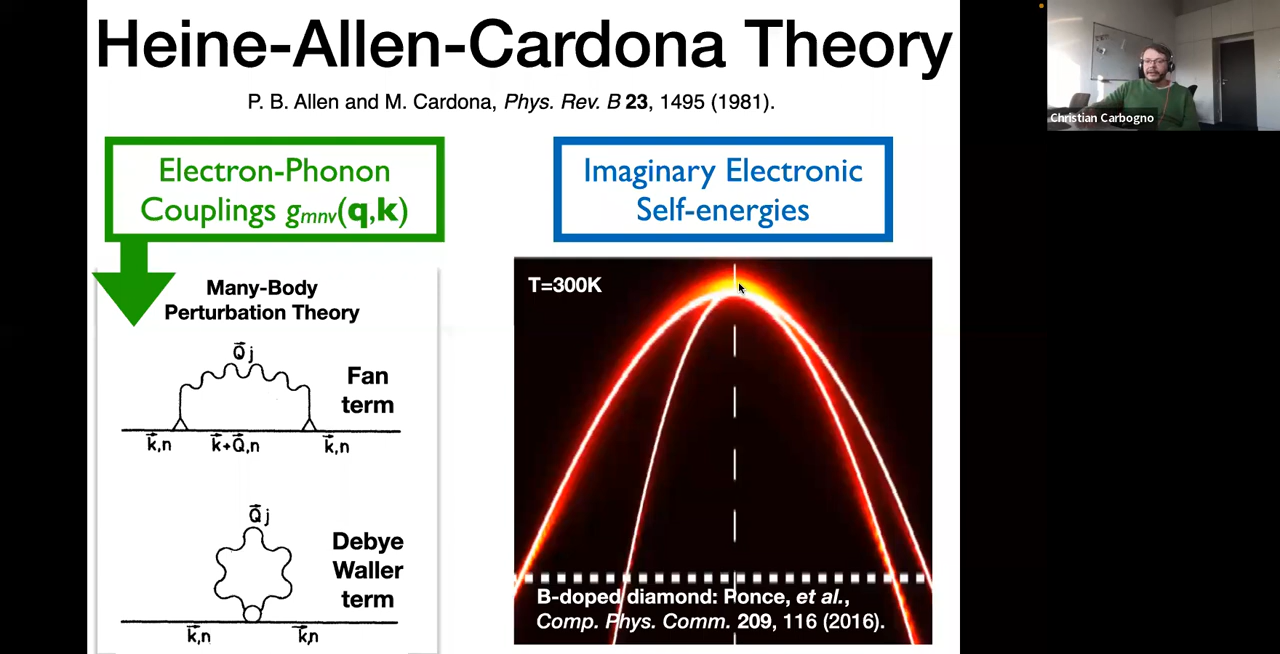 Heine-Allen-Cardona Theory
P. B. Allen and M. Cardona, Phys. Rev. B 23, 1495 (1981).
Electron-Phonon
Couplings gmnν(q,k)
Many-Body
Perturbation Theory
Q⃗ j
Fan
term
k⃗,n
k⃗+Q⃗,n
k⃗,n
Q⃗ j
Debye
Waller
term
k⃗,n
k⃗,n
Imaginary Electronic
Self-energies
T=300K
B-doped diamond: Ponce, et al.,
Comp. Phys. Comm. 209, 116 (2016).
Christian Carbogno